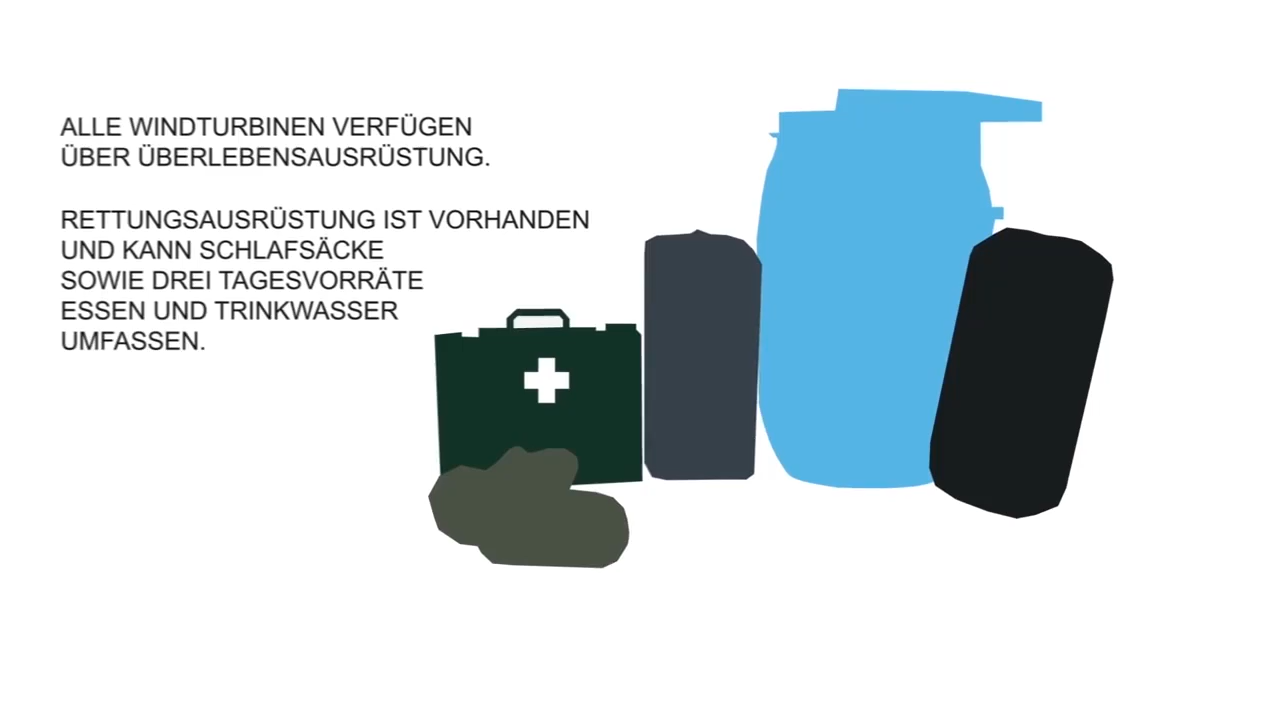 ALLE WINDTURBINEN VERFÜGEN
ÜBER ÜBERLEBENSAUSRÜSTUNG.
RETTUNGSAUSRÜSTUNG IST VORHANDEN
UND KANN SCHLAFSÄCKE
SOWIE DREI TAGESVORRÄTE
ESSEN UND TRINKWASSER
UMFASSEN.